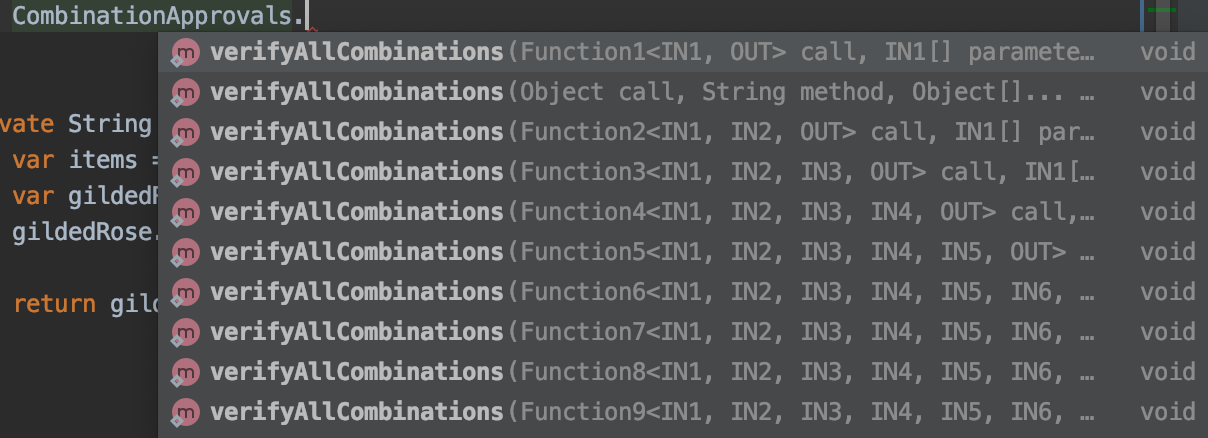 CombinationApprovals.
m verifyAllCombinations(Function1<IN1, OUT> call, IN1[] paramete… void
m verifyAllCombinations(Object call, String method, Object[]... … void
vate String
m verifyAllCombinations(Function2<IN1, IN2, OUT> call, IN1[] par… void
var items =
m verifyAllCombinations(Function3<IN1, IN2, IN3, OUT> call, IN1[… void
var gildedR
m verifyAllCombinations(Function4<IN1, IN2, IN3, IN4, OUT> call,… void
gildedRose.
m verifyAllCombinations(Function5<IN1, IN2, IN3, IN4, IN5, OUT> … void
m verifyAllCombinations(Function6<IN1, IN2, IN3, IN4, IN5, IN6, … void
return gild
m verifyAllCombinations(Function7<IN1, IN2, IN3, IN4, IN5, IN6, … void
m verifyAllCombinations(Function8<IN1, IN2, IN3, IN4, IN5, IN6, … void
m verifyAllCombinations(Function9<IN1, IN2, IN3, IN4, IN5, IN6, … void